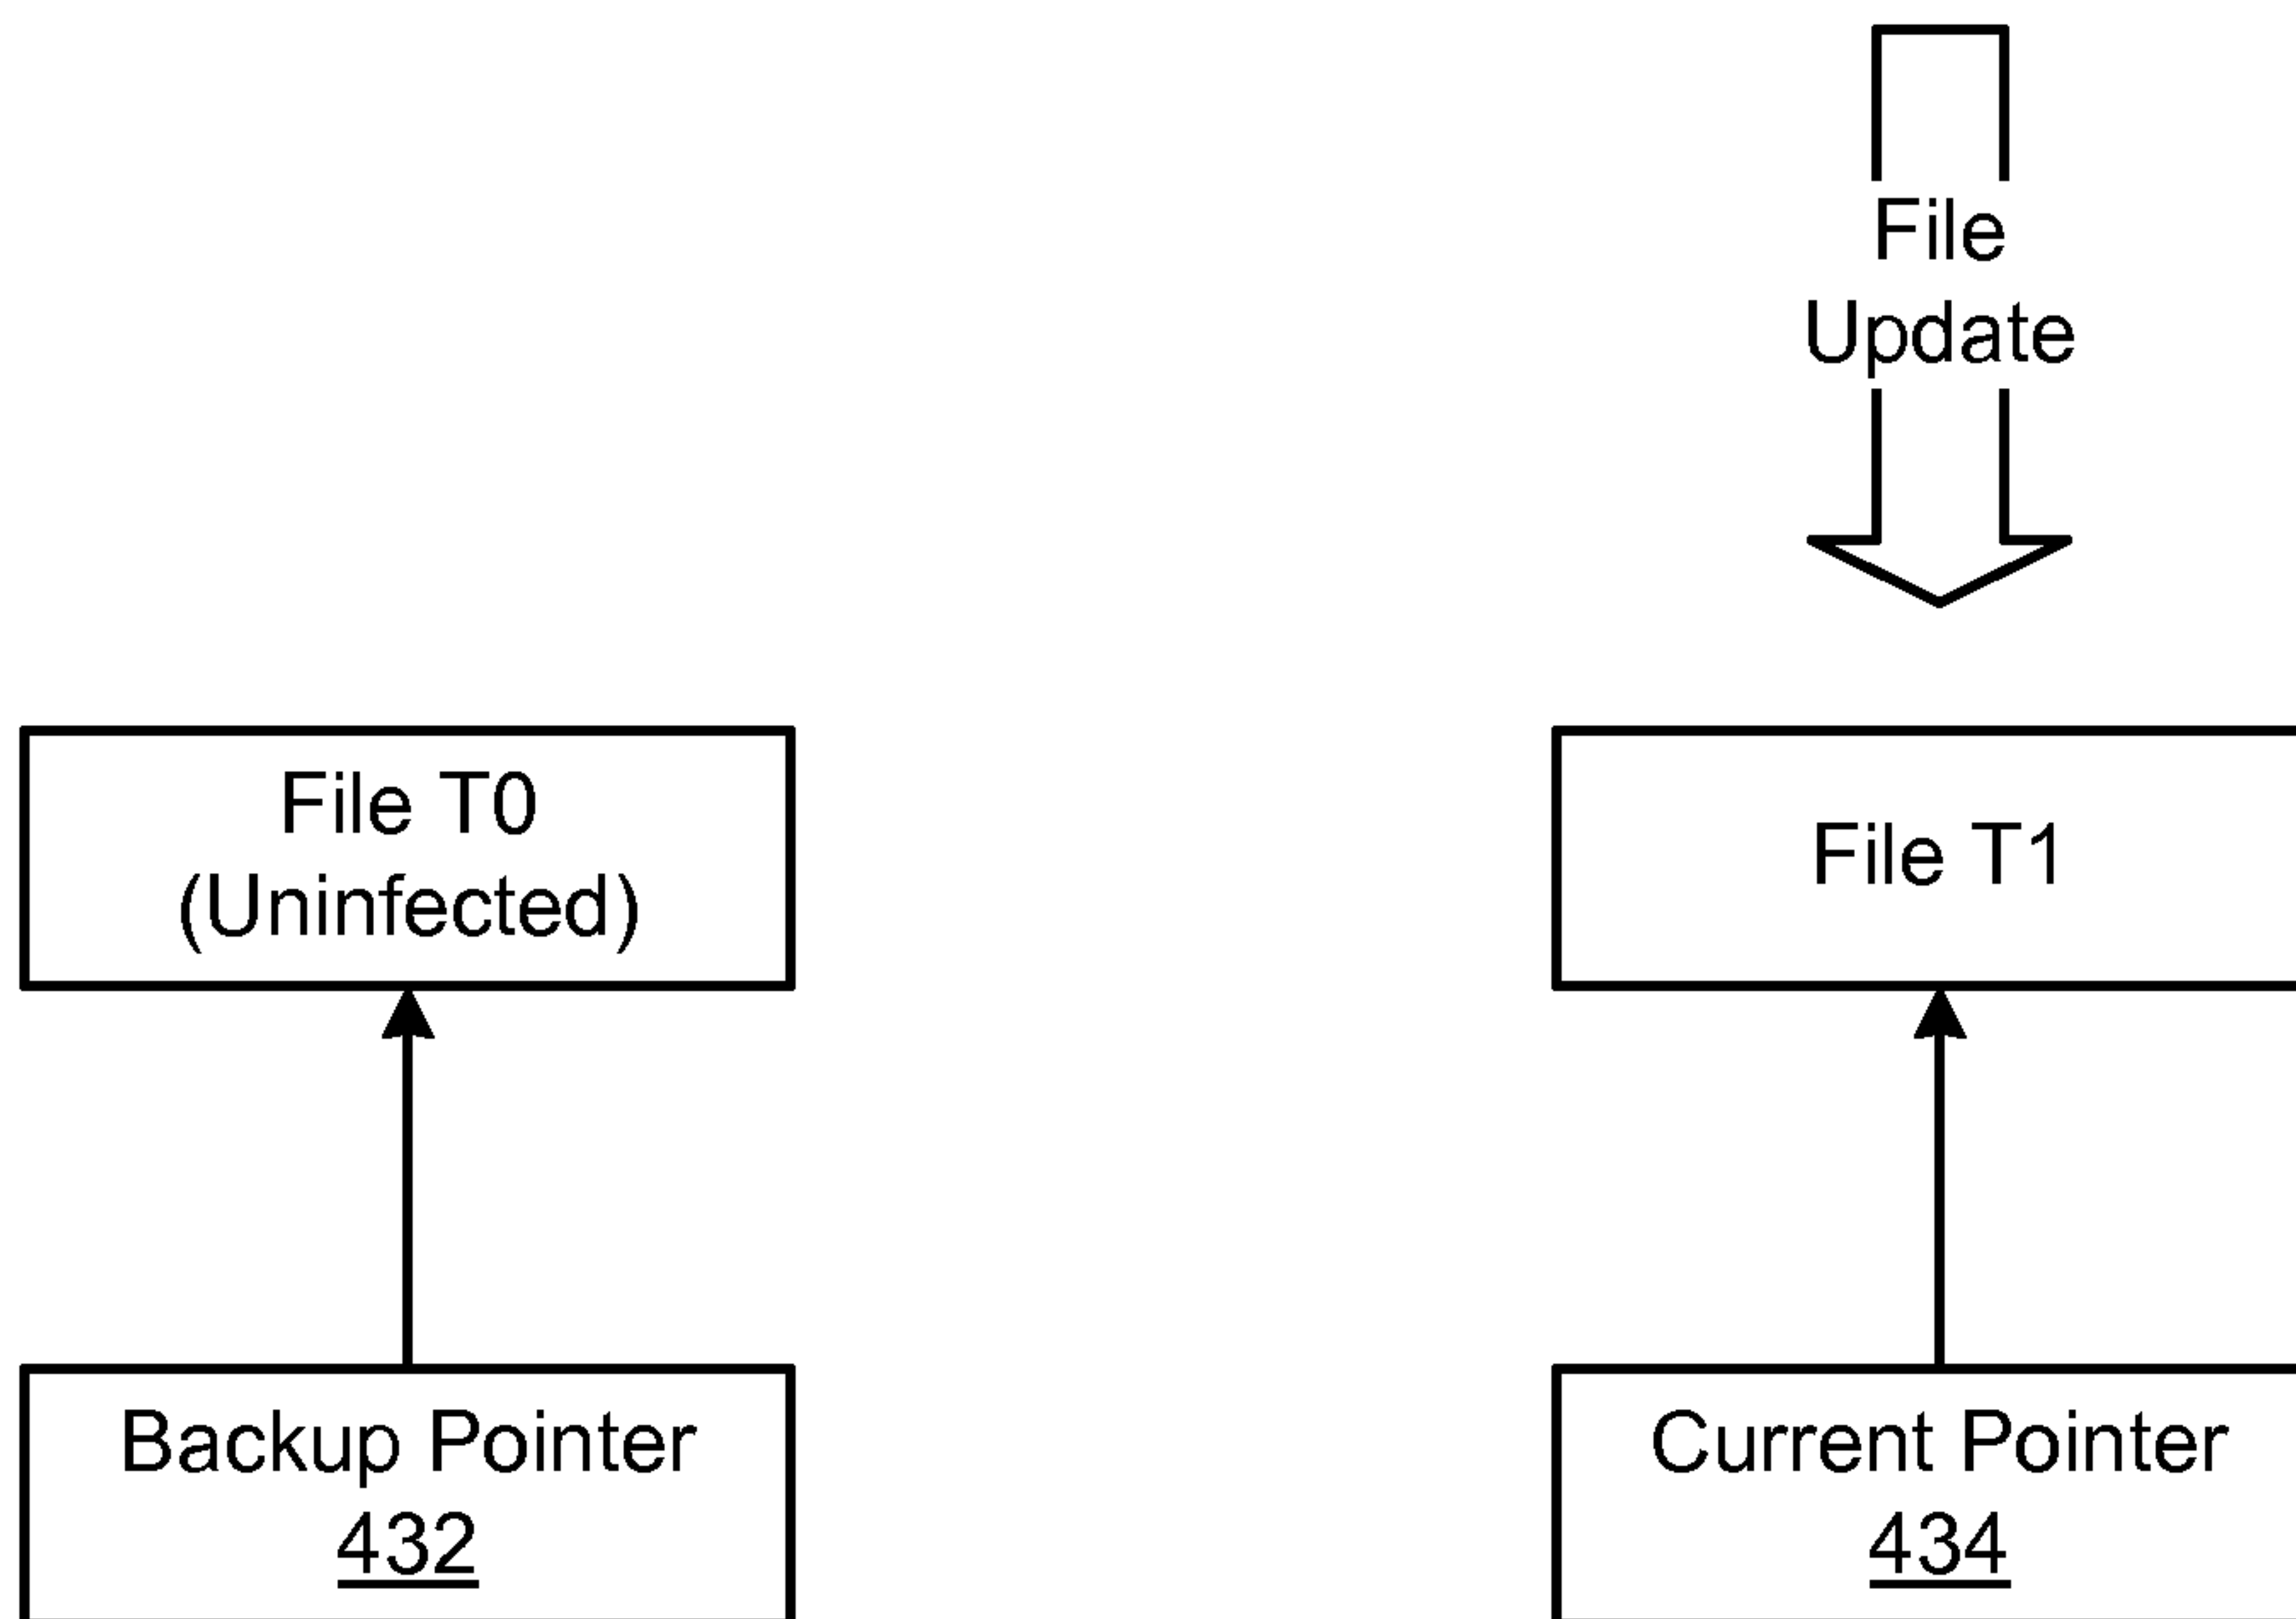 File
Update
File T0
(Uninfected)
File T1
Backup Pointer
432
Current Pointer
434